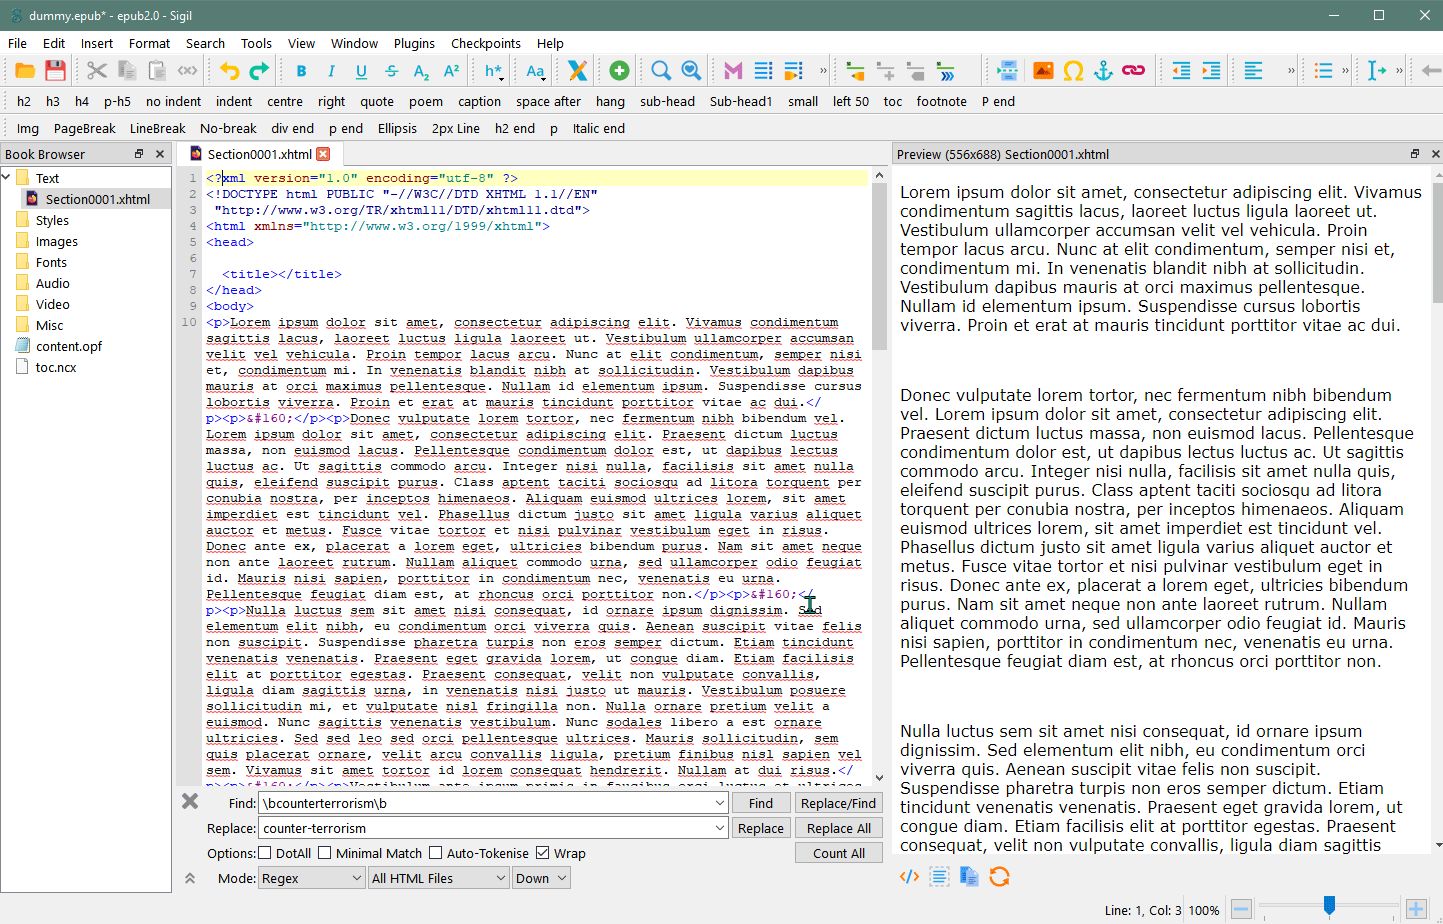 dummy.epub* - epub2.0 - Sigil
File Edit Insert Format Search Tools View Window Plugins Checkpoints Help
h2 h3 h4 p-h5 no indent indent centre right quote poem caption space after hang sub-head Sub-head1 small left 50 toc footnote P end
Img PageBreak LineBreak No-break div end p end Ellipsis 2px Line h2 end p Italic end
Book Browser
Text
Section0001.xhtml
Styles
Images
Fonts
Audio
Video
Misc
content.opf
toc.ncx
Section0001.xhtml
1 <?xml version="1.0" encoding="utf-8" ?>
2 <!DOCTYPE html PUBLIC "-//W3C//DTD XHTML 1.1//EN"
3 "http://www.w3.org/TR/xhtml11/DTD/xhtml11.dtd">
4 <html xmlns="http://www.w3.org/1999/xhtml">
5 <head>
6
7 <title></title>
8 </head>
9 <body>
10 <p>Lorem ipsum dolor sit amet, consectetur adipiscing elit. Vivamus condimentum
sagittis lacus, laoreet luctus ligula laoreet ut. Vestibulum ullamcorper accumsan
velit vel vehicula. Proin tempor lacus arcu. Nunc at elit condimentum, semper nisi
et, condimentum mi. In venenatis blandit nibh at sollicitudin. Vestibulum dapibus
mauris at orci maximus pellentesque. Nullam id elementum ipsum. Suspendisse cursus
lobortis viverra. Proin et erat at mauris tincidunt porttitor vitae ac dui.</
p><p>&#160;</p><p>Donec vulputate lorem tortor, nec fermentum nibh bibendum vel.
Lorem ipsum dolor sit amet, consectetur adipiscing elit. Praesent dictum luctus
massa, non euismod lacus. Pellentesque condimentum dolor est, ut dapibus lectus
luctus ac. Ut sagittis commodo arcu. Integer nisi nulla, facilisis sit amet nulla
quis, eleifend suscipit purus. Class aptent taciti sociosqu ad litora torquent per
conubia nostra, per inceptos himenaeos. Aliquam euismod ultrices lorem, sit amet
imperdiet est tincidunt vel. Phasellus dictum justo sit amet ligula varius aliquet
auctor et metus. Fusce vitae tortor et nisi pulvinar vestibulum eget in risus.
Donec ante ex, placerat a lorem eget, ultricies bibendum purus. Nam sit amet neque
non ante laoreet rutrum. Nullam aliquet commodo urna, sed ullamcorper odio feugiat
id. Mauris nisi sapien, porttitor in condimentum nec, venenatis eu urna.
Pellentesque feugiat diam est, at rhoncus orci porttitor non.</p><p>&#160;</
p><p>Nulla luctus sem sit amet nisi consequat, id ornare ipsum dignissim. Sed
elementum elit nibh, eu condimentum orci viverra quis. Aenean suscipit vitae felis
non suscipit. Suspendisse pharetra turpis non eros semper dictum. Etiam tincidunt
venenatis venenatis. Praesent eget gravida lorem, ut congue diam. Etiam facilisis
elit at porttitor egestas. Praesent consequat, velit non vulputate convallis,
ligula diam sagittis urna, in venenatis nisi justo ut mauris. Vestibulum posuere
sollicitudin mi, et vulputate nisl fringilla non. Nulla ornare pretium velit a
euismod. Nunc sagittis venenatis vestibulum. Nunc sodales libero a est ornare
ultricies. Sed sed leo sed orci pellentesque ultrices. Mauris sollicitudin, sem
quis placerat ornare, velit arcu convallis ligula, pretium finibus nisl sapien vel
sem. Vivamus sit amet tortor id lorem consequat hendrerit. Nullam at dui risus.</
p><p>&#160;</p><p>Vestibulum ante ipsum primis in faucibus orci luctus et ultrices
Preview (556x688) Section0001.xhtml
Lorem ipsum dolor sit amet, consectetur adipiscing elit. Vivamus
condimentum sagittis lacus, laoreet luctus ligula laoreet ut.
Vestibulum ullamcorper accumsan velit vel vehicula. Proin
tempor lacus arcu. Nunc at elit condimentum, semper nisi et,
condimentum mi. In venenatis blandit nibh at sollicitudin.
Vestibulum dapibus mauris at orci maximus pellentesque.
Nullam id elementum ipsum. Suspendisse cursus lobortis
viverra. Proin et erat at mauris tincidunt porttitor vitae ac dui.
Donec vulputate lorem tortor, nec fermentum nibh bibendum
vel. Lorem ipsum dolor sit amet, consectetur adipiscing elit.
Praesent dictum luctus massa, non euismod lacus. Pellentesque
condimentum dolor est, ut dapibus lectus luctus ac. Ut sagittis
commodo arcu. Integer nisi nulla, facilisis sit amet nulla quis,
eleifend suscipit purus. Class aptent taciti sociosqu ad litora
torquent per conubia nostra, per inceptos himenaeos. Aliquam
euismod ultrices lorem, sit amet imperdiet est tincidunt vel.
Phasellus dictum justo sit amet ligula varius aliquet auctor et
metus. Fusce vitae tortor et nisi pulvinar vestibulum eget in
risus. Donec ante ex, placerat a lorem eget, ultricies bibendum
purus. Nam sit amet neque non ante laoreet rutrum. Nullam
aliquet commodo urna, sed ullamcorper odio feugiat id. Mauris
nisi sapien, porttitor in condimentum nec, venenatis eu urna.
Pellentesque feugiat diam est, at rhoncus orci porttitor non.
Nulla luctus sem sit amet nisi consequat, id ornare ipsum
dignissim. Sed elementum elit nibh, eu condimentum orci
viverra quis. Aenean suscipit vitae felis non suscipit.
Suspendisse pharetra turpis non eros semper dictum. Etiam
tincidunt venenatis venenatis. Praesent eget gravida lorem, ut
congue diam. Etiam facilisis elit at porttitor egestas. Praesent
consequat, velit non vulputate convallis, ligula diam sagittis
Find: \bcounterterrorism\b Find Replace/Find
Replace: counter-terrorism Replace Replace All
Options: DotAll Minimal Match Auto-Tokenise Wrap Count All
Mode: Regex All HTML Files Down
Line: 1, Col: 3 100%